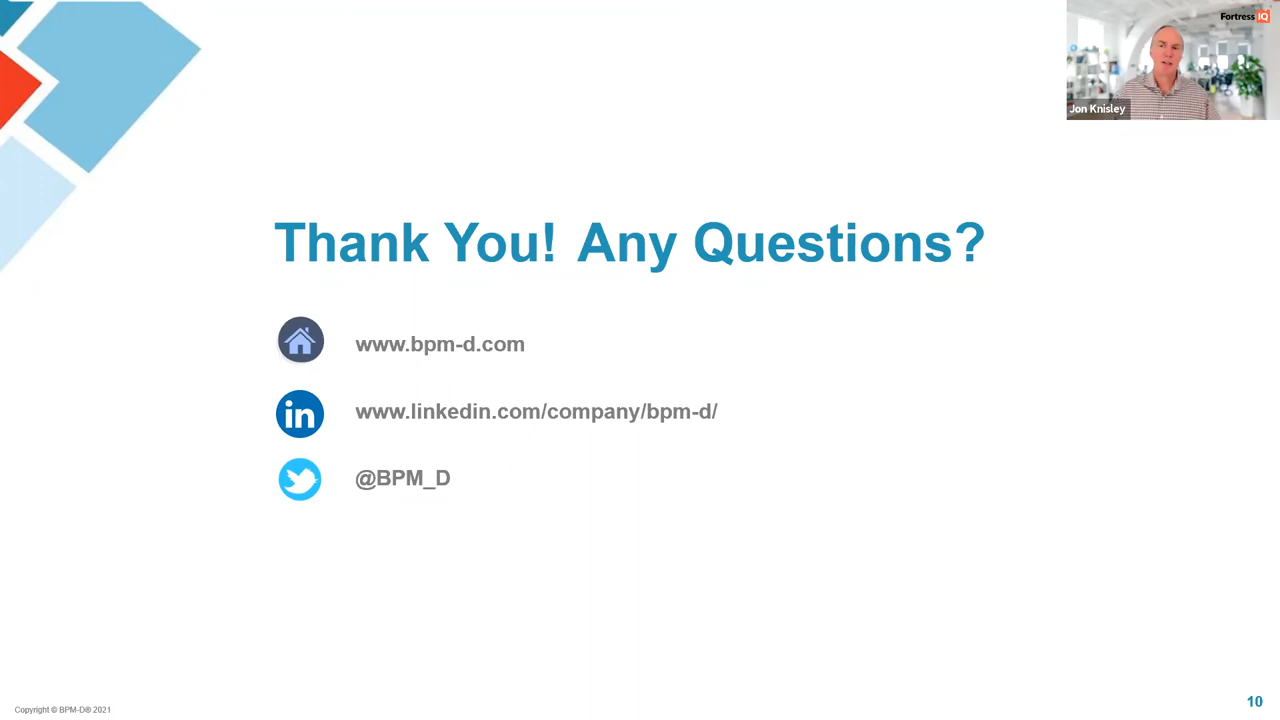 Fortress IQ
Jon Knisley
Thank You! Any Questions?
www.bpm-d.com
in
www.linkedin.com/company/bpm-d/
@BPM_D
Copyright © BPM-D® 2021
10